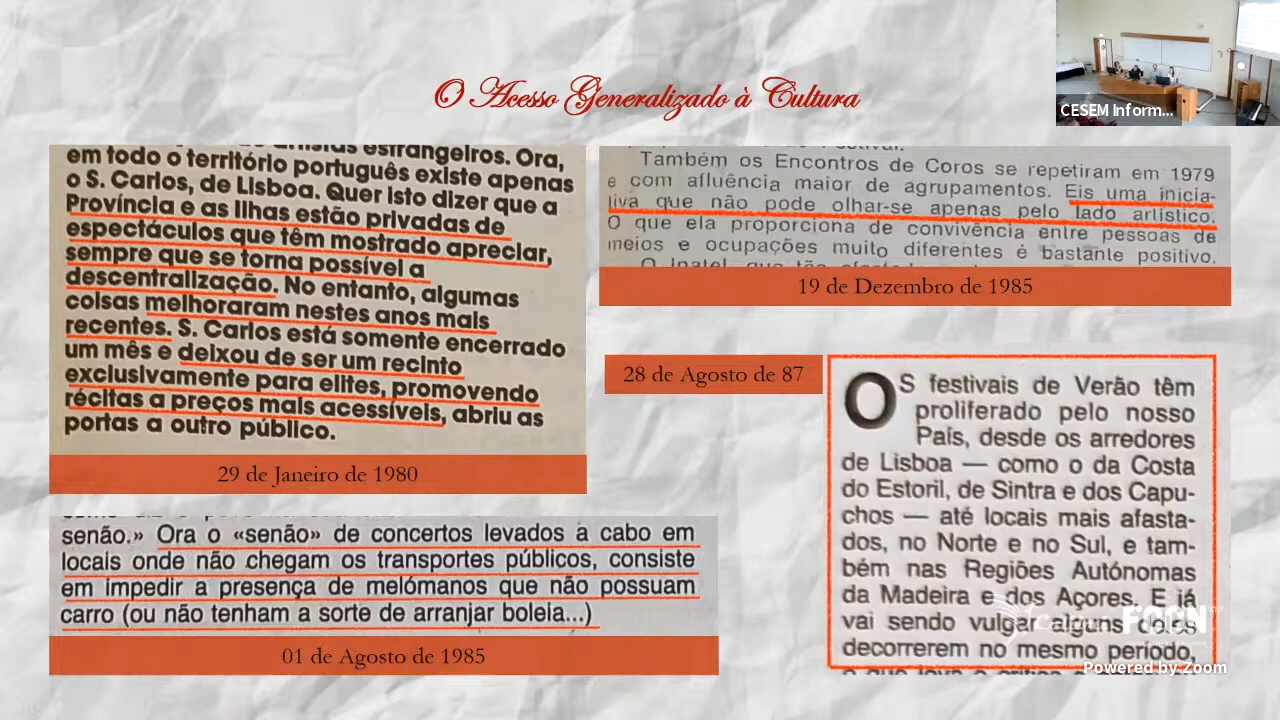 O Acesso Generalizado à Cultura
CESEM Inform...
artistas estrangeiros. Ora,
em todo o território português existe apenas
o S. Carlos, de Lisboa. Quer isto dizer que a
Província e as Ilhas estão privadas de
espectáculos que têm mostrado apreciar,
sempre que se torna possível a
descentralização. No entanto, algumas
coisas melhoraram nestes anos mais
recentes. S. Carlos está somente encerrado
um mês e deixou de ser um recinto
exclusivamente para elites, promovendo
récitas a preços mais acessíveis, abriu as
portas a outro público.
29 de Janeiro de 1980
Também os Encontros de Coros se repetiram em 1979
e com afluência maior de agrupamentos. Eis uma inicia-
tiva que não pode olhar-se apenas pelo lado artístico.
O que ela proporciona de convivência entre pessoas de
meios e ocupações muito diferentes é bastante positivo.
O Inatel, que
19 de Dezembro de 1985
28 de Agosto de 87
OS festivais de Verão têm
proliferado pelo nosso
País, desde os arredores
de Lisboa — como o da Costa
do Estoril, de Sintra e dos Capu-
chos — até locais mais afasta-
dos, no Norte e no Sul, e tam-
bém nas Regiões Autónomas
da Madeira e dos Açores. E já
vai sendo vulgar alguns deles
decorrerem no mesmo período,
o que leva o crítico
senão.» Ora o «senão» de concertos levados a cabo em
locais onde não chegam os transportes públicos, consiste
em impedir a presença de melómanos que não possuam
carro (ou não tenham a sorte de arranjar boleia...)
01 de Agosto de 1985
FCCN
Powered by Zoom